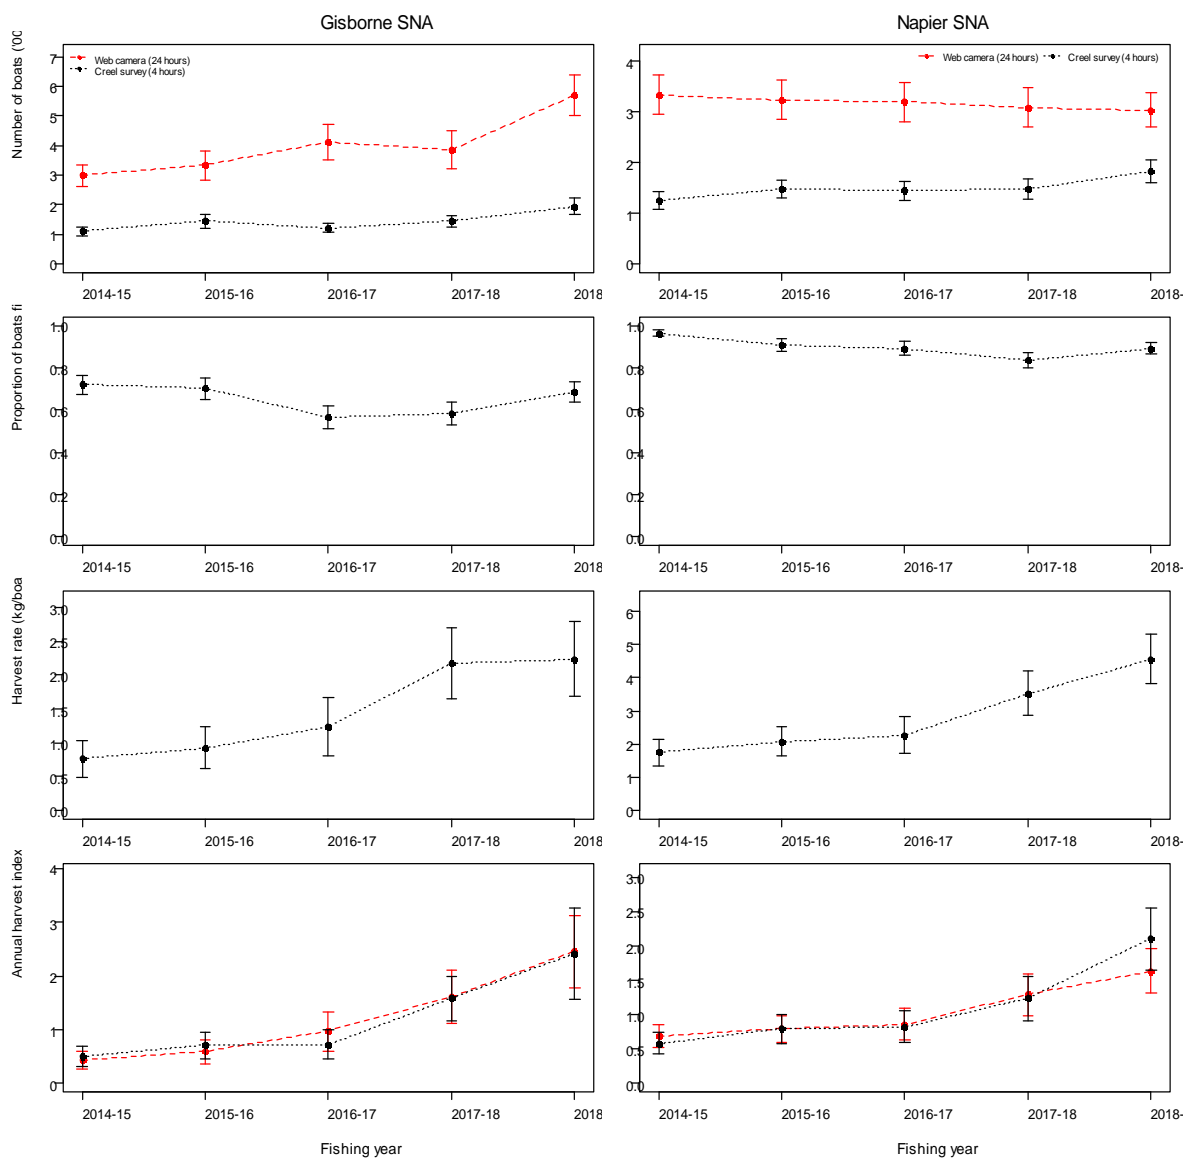 Gisborne SNA
Number of boats ('00
Web camera (24 hours)
Creel survey (4 hours)
7
6
5
4
3
2
1
0
2014-15 2015-16 2016-17 2017-18 2018
Napier SNA
Web camera (24 hours) Creel survey (4 hours)
4
3
2
1
0
2014-15 2015-16 2016-17 2017-18 2018-
Proportion of boats fi
1.0
0.8
0.6
0.4
0.2
0.0
2014-15 2015-16 2016-17 2017-18 2018
1.0
0.8
0.6
0.4
0.2
0.0
2014-15 2015-16 2016-17 2017-18 2018-
Harvest rate (kg/boa
3.0
2.5
2.0
1.5
1.0
0.5
0.0
2014-15 2015-16 2016-17 2017-18 2018
6
5
4
3
2
1
0
2014-15 2015-16 2016-17 2017-18 2018-
Annual harvest index
4
3
2
1
0
2014-15 2015-16 2016-17 2017-18 2018
Fishing year
3.0
2.5
2.0
1.5
1.0
0.5
0.0
2014-15 2015-16 2016-17 2017-18 2018-
Fishing year